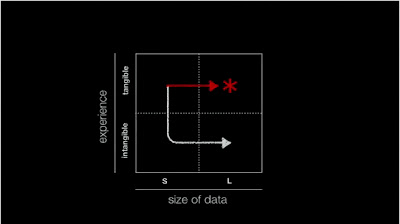 experience
tangible
intangible
*
S L
size of data